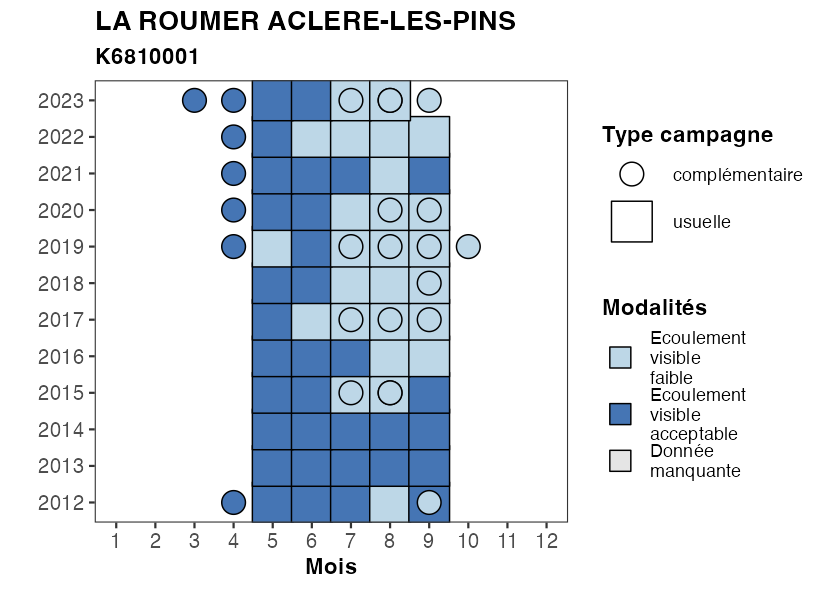 LA ROUMER ACLERE-LES-PINS
K6810001
2023
2022
2021
2020
2019
2018
2017
2016
2015
2014
2013
2012
1 2 3 4 5 6 7 8 9 10 11 12
Mois
Type campagne
complémentaire
usuelle
Modalités
Ecoulement
visible
faible
Ecoulement
visible
acceptable
Donnée
manquante